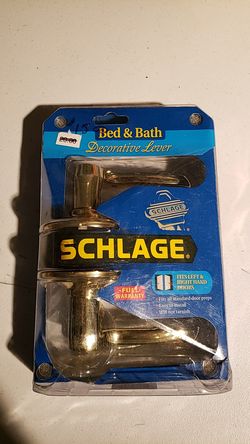 Bed & Bath
Decorative Lever
SCHLAGE
SCHLAGE
FITS LEFT &
RIGHT HAND
DOORS
FULL
WARRANTY
• Fits all standard door preps
• Easy to install
• Will not tarnish